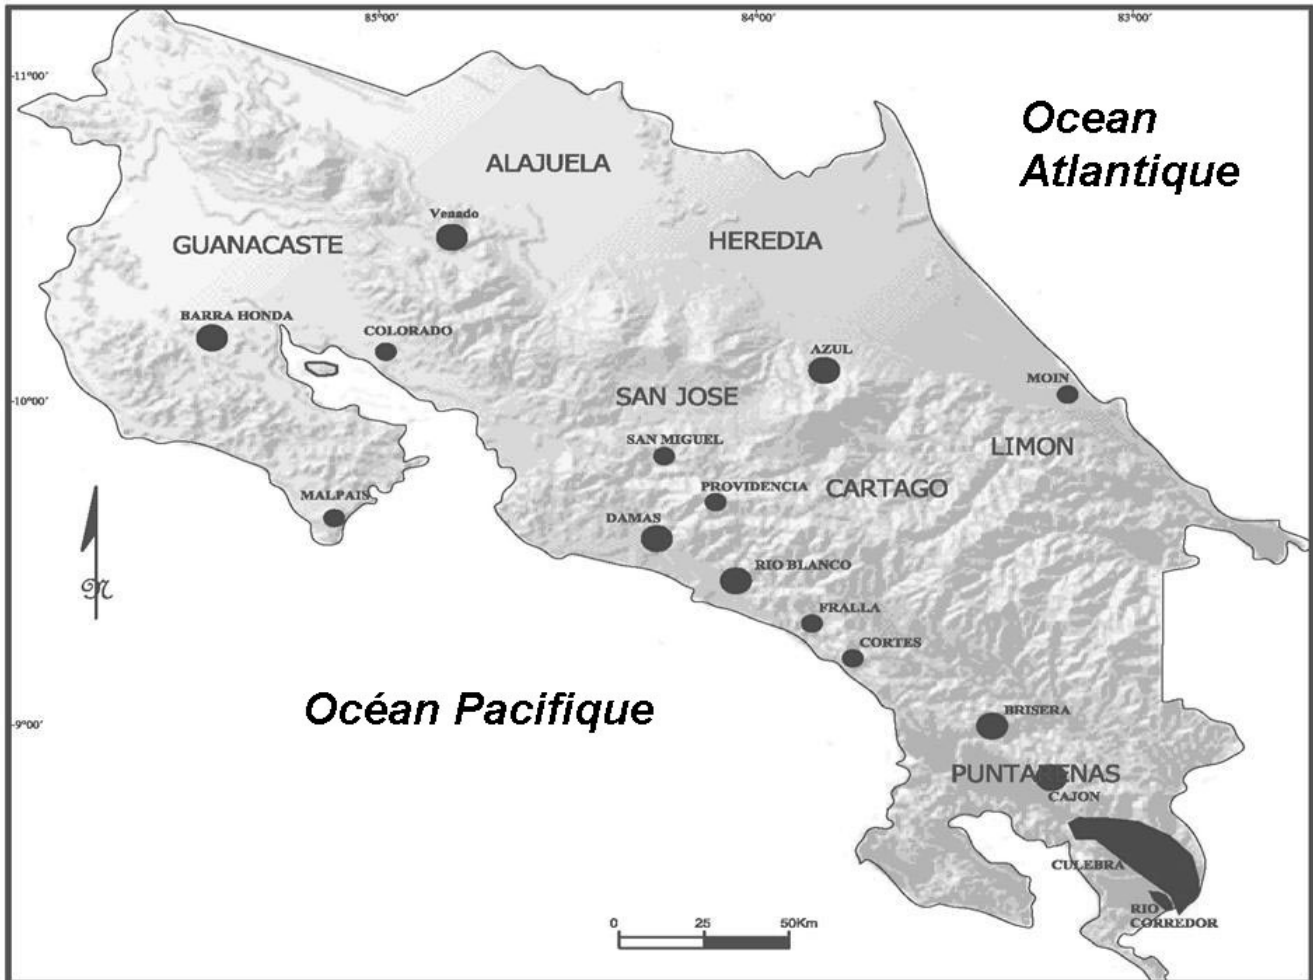 85°00'
84°00'
83°00'
11°00'
Ocean
Atlantique
ALAJUELA
Venado
GUANACASTE
HEREDIA
BARRA HONDA
COLORADO
AZUL
MOIN
10°00'
SAN JOSE
SAN MIGUEL
LIMON
PROVIDENCIA
CARTAGO
MALPAIS
DAMAS
RIO BLANCO
N
FRALLA
CORTES
Océan Pacifique
BRISERA
9°00'
PUNTARENAS
CAJON
CULEBRA
RIO
CORREDOR
0 25 50Km